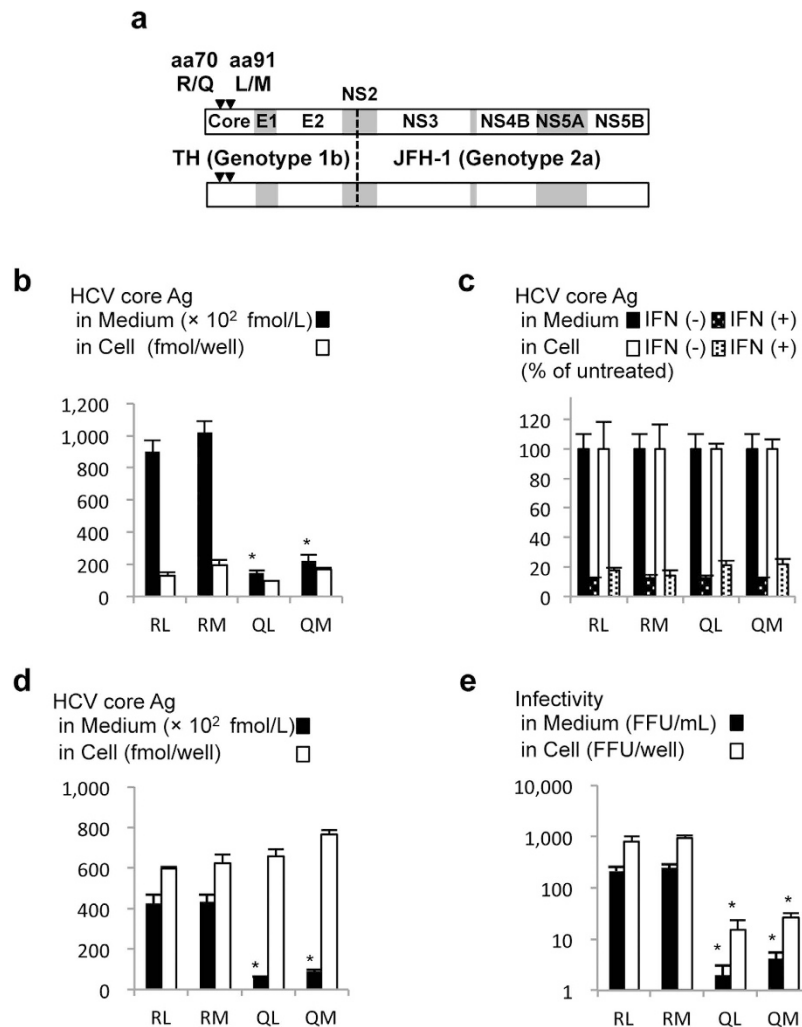 a
aa70 aa91
R/Q L/M
NS2
Core E1 E2 NS3 NS4B NS5A NS5B
TH (Genotype 1b) JFH-1 (Genotype 2a)
b
HCV core Ag
in Medium (× 10² fmol/L)
in Cell (fmol/well)
1,200
1,000
800
600
400
200
0
* *
RL RM QL QM
c
HCV core Ag
in Medium IFN (-) IFN (+)
in Cell IFN (-) IFN (+)
(% of untreated)
120
100
80
60
40
20
0
RL RM QL QM
d
HCV core Ag
in Medium (× 10² fmol/L)
in Cell (fmol/well)
1,000
800
600
400
200
0
* *
RL RM QL QM
e
Infectivity
in Medium (FFU/mL)
in Cell (FFU/well)
10,000
1,000
100
10
1
* * * *
RL RM QL QM